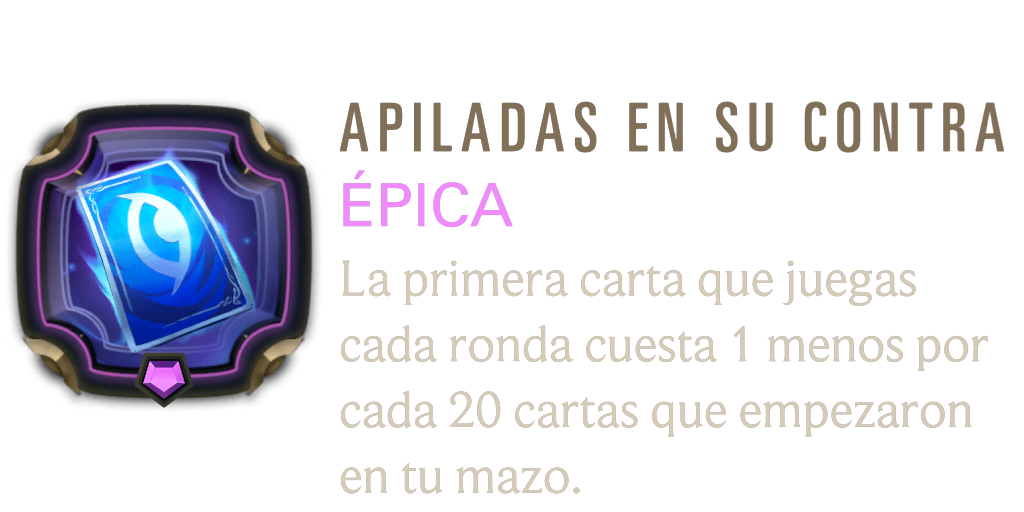 APILADAS EN SU CONTRA
ÉPICA
La primera carta que juegas
cada ronda cuesta 1 menos por
cada 20 cartas que empezaron
en tu mazo.